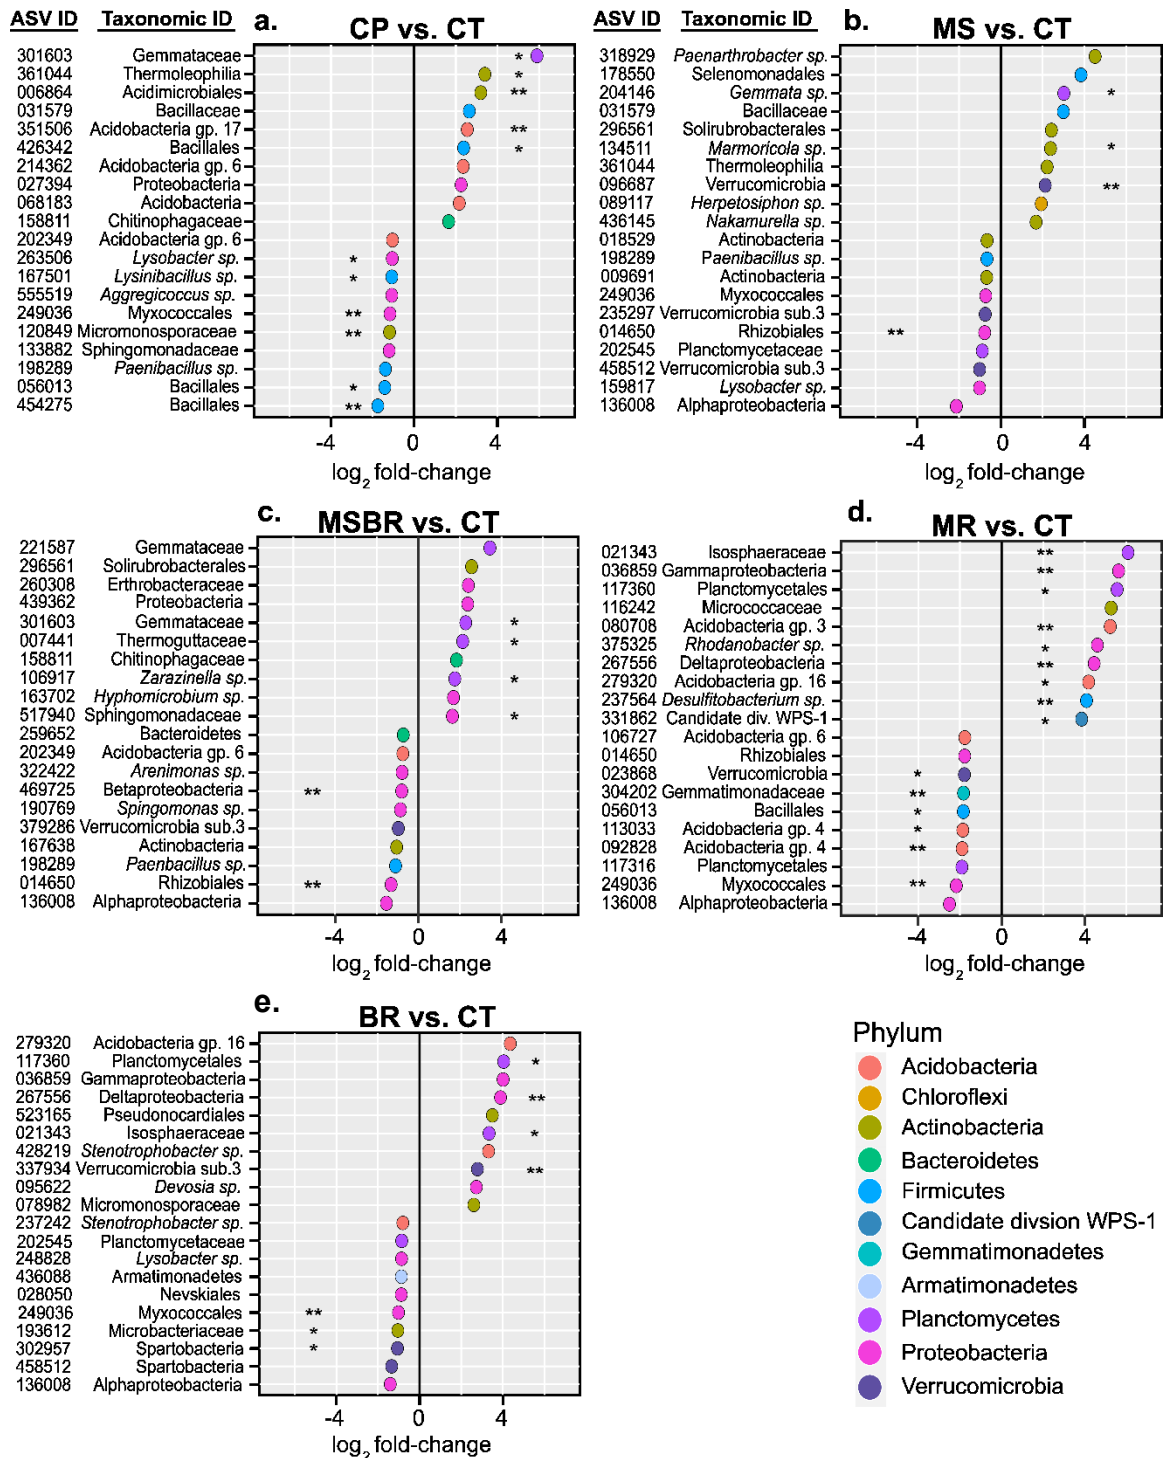 ASV ID Taxonomic ID a. CP vs. CT
301603 Gemmataceae *
361044 Thermoleophilia *
006864 Acidimicrobiales **
031579 Bacillaceae
351506 Acidobacteria gp. 17 **
426342 Bacillales *
214362 Acidobacteria gp. 6
027394 Proteobacteria
068183 Acidobacteria
158811 Chitinophagaceae
202349 Acidobacteria gp. 6
263506 Lysobacter sp. *
167501 Lysinibacillus sp. *
555519 Aggregicoccus sp.
249036 Myxococcales **
120849 Micromonosporaceae **
133882 Sphingomonadaceae
198289 Paenibacillus sp.
056013 Bacillales *
454275 Bacillales **
-4 0 4
log2 fold-change
ASV ID Taxonomic ID b. MS vs. CT
318929 Paenarthrobacter sp.
178550 Selenomonadales
204146 Gemmata sp. *
031579 Bacillaceae
296561 Solirubrobacterales
134511 Marmoricola sp. *
361044 Thermoleophilia
096687 Verrucomicrobia **
089117 Herpetosiphon sp.
436145 Nakamurella sp.
018529 Actinobacteria
198289 Paenibacillus sp.
009691 Actinobacteria
249036 Myxococcales
235297 Verrucomicrobia sub.3
014650 Rhizobiales **
202545 Planctomycetaceae
458512 Verrucomicrobia sub.3
159817 Lysobacter sp.
136008 Alphaproteobacteria
-4 0 4
log2 fold-change
c. MSBR vs. CT
221587 Gemmataceae
296561 Solirubrobacterales
260308 Erthrobacteraceae
439362 Proteobacteria
301603 Gemmataceae *
007441 Thermoguttaceae *
158811 Chitinophagaceae
106917 Zarazinella sp. *
163702 Hyphomicrobium sp.
517940 Sphingomonadaceae *
259652 Bacteroidetes
202349 Acidobacteria gp. 6
322422 Arenimonas sp.
469725 Betaproteobacteria **
190769 Spingomonas sp.
379286 Verrucomicrobia sub.3
167638 Actinobacteria
198289 Paenbacillus sp.
014650 Rhizobiales **
136008 Alphaproteobacteria
-4 0 4
log2 fold-change
d. MR vs. CT
021343 Isosphaeraceae **
036859 Gammaproteobacteria **
117360 Planctomycetales *
116242 Micrococcaceae
080708 Acidobacteria gp. 3 **
375325 Rhodanobacter sp. *
267556 Deltaproteobacteria **
279320 Acidobacteria gp. 16 *
237564 Desulfitobacterium sp. **
331862 Candidate div. WPS-1 *
106727 Acidobacteria gp. 6
014650 Rhizobiales
023868 Verrucomicrobia *
304202 Gemmatimonadaceae **
056013 Bacillales *
113033 Acidobacteria gp. 4 *
092828 Acidobacteria gp. 4 **
117316 Planctomycetales
249036 Myxococcales **
136008 Alphaproteobacteria
-4 0 4
log2 fold-change
e. BR vs. CT
279320 Acidobacteria gp. 16
117360 Planctomycetales *
036859 Gammaproteobacteria
267556 Deltaproteobacteria **
523165 Pseudonocardiales
021343 Isosphaeraceae *
428219 Stenotrophobacter sp.
337934 Verrucomicrobia sub.3 **
095622 Devosia sp.
078982 Micromonosporaceae
237242 Stenotrophobacter sp.
202545 Planctomycetaceae
248828 Lysobacter sp.
436088 Armatimonadetes
028050 Nevskiales
249036 Myxococcales **
193612 Microbacteriaceae *
302957 Spartobacteria *
458512 Spartobacteria
136008 Alphaproteobacteria
-4 0 4
log2 fold-change
Phylum
Acidobacteria
Chloroflexi
Actinobacteria
Bacteroidetes
Firmicutes
Candidate divsion WPS-1
Gemmatimonadetes
Armatimonadetes
Planctomycetes
Proteobacteria
Verrucomicrobia